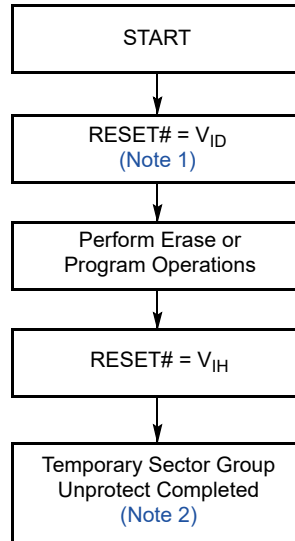 START
RESET# = VID
(Note 1)
Perform Erase or
Program Operations
RESET# = VIH
Temporary Sector Group
Unprotect Completed
(Note 2)